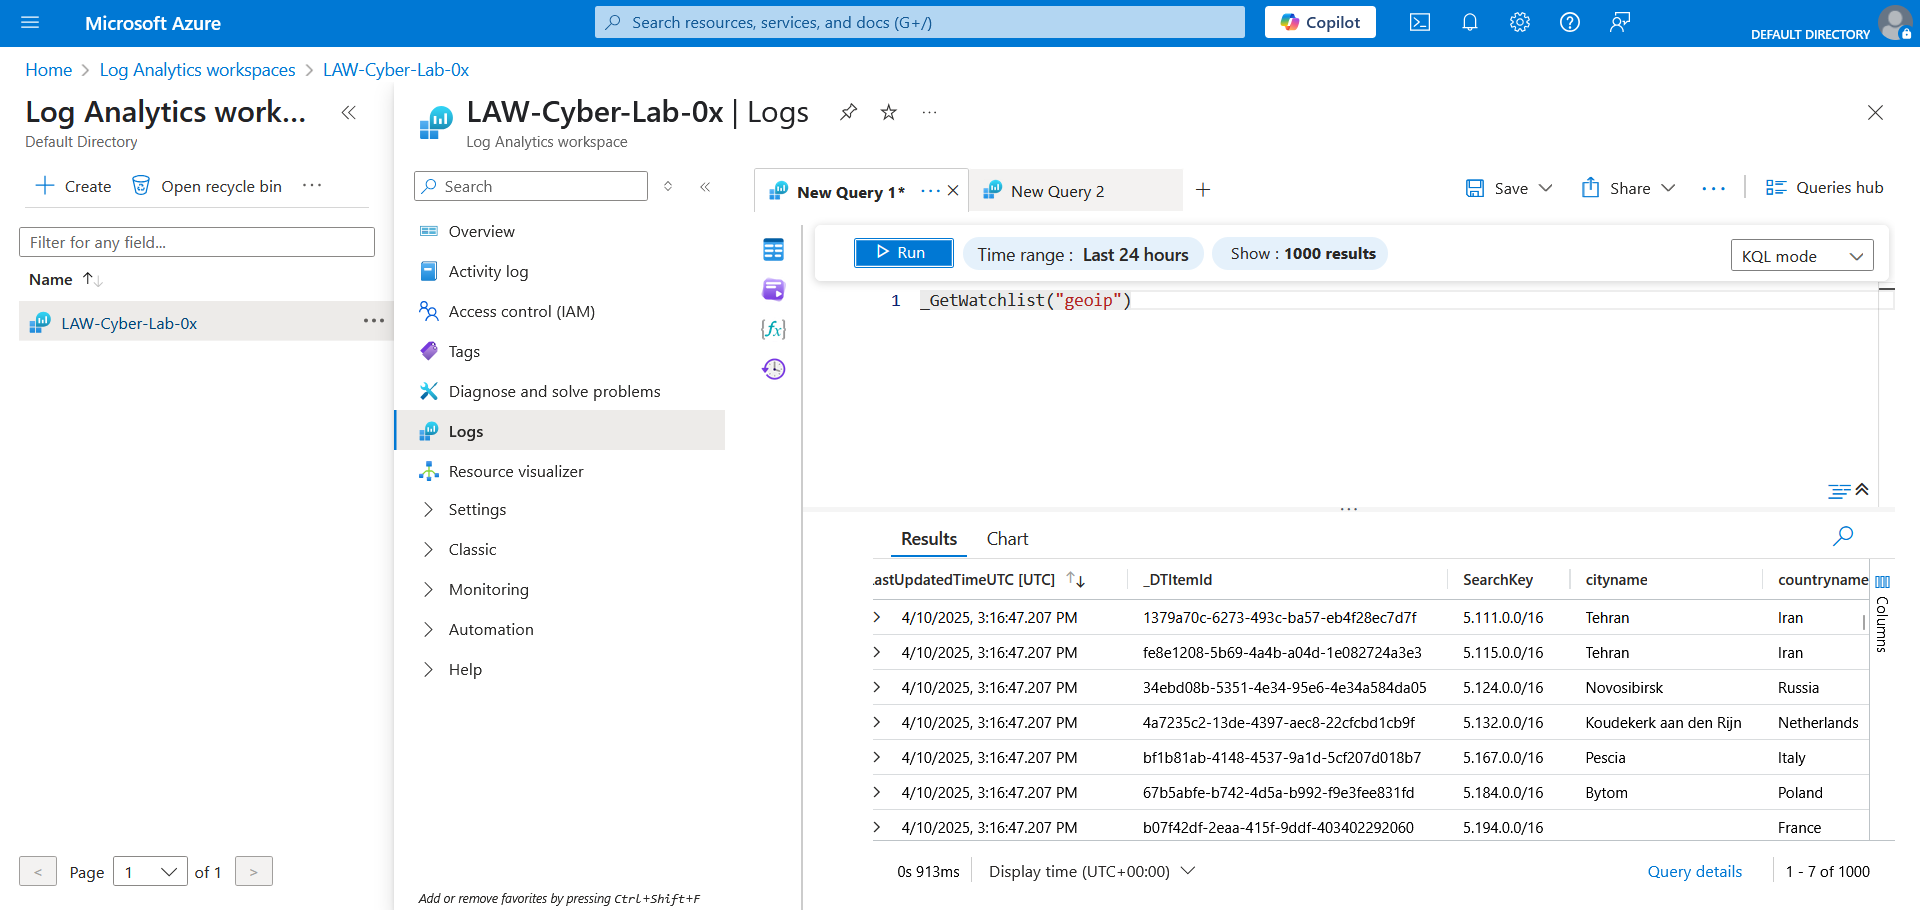 Microsoft Azure
Search resources, services, and docs (G+/)
Copilot
DEFAULT DIRECTORY
Home > Log Analytics workspaces > LAW-Cyber-Lab-0x
Log Analytics work...
Default Directory
Create
Open recycle bin
Filter for any field...
Name
LAW-Cyber-Lab-0x
< Page 1 of 1 >
LAW-Cyber-Lab-0x | Logs
Log Analytics workspace
Search
Overview
Activity log
Access control (IAM)
Tags
Diagnose and solve problems
Logs
Resource visualizer
Settings
Classic
Monitoring
Automation
Help
Add or remove favorites by pressing Ctrl+Shift+F
New Query 1*
New Query 2
Save
Share
Queries hub
Run
Time range : Last 24 hours
Show : 1000 results
KQL mode
1 _GetWatchlist("geoip")
Results Chart
astUpdatedTimeUTC [UTC] _DTItemId SearchKey cityname countryname
4/10/2025, 3:16:47.207 PM 1379a70c-6273-493c-ba57-eb4f28ec7d7f 5.111.0.0/16 Tehran Iran
4/10/2025, 3:16:47.207 PM fe8e1208-5b69-4a4b-a04d-1e082724a3e3 5.115.0.0/16 Tehran Iran
4/10/2025, 3:16:47.207 PM 34ebd08b-5351-4e34-95e6-4e34a584da05 5.124.0.0/16 Novosibirsk Russia
4/10/2025, 3:16:47.207 PM 4a7235c2-13de-4397-aec8-22cfcbd1cb9f 5.132.0.0/16 Koudekerk aan den Rijn Netherlands
4/10/2025, 3:16:47.207 PM bf1b81ab-4148-4537-9a1d-5cf207d018b7 5.167.0.0/16 Pescia Italy
4/10/2025, 3:16:47.207 PM 67b5abfe-b742-4d5a-b992-f9e3fee831fd 5.184.0.0/16 Bytom Poland
4/10/2025, 3:16:47.207 PM b07f42df-2eaa-415f-9ddf-403402292060 5.194.0.0/16 France
Columns
0s 913ms
Display time (UTC+00:00)
Query details
1 - 7 of 1000